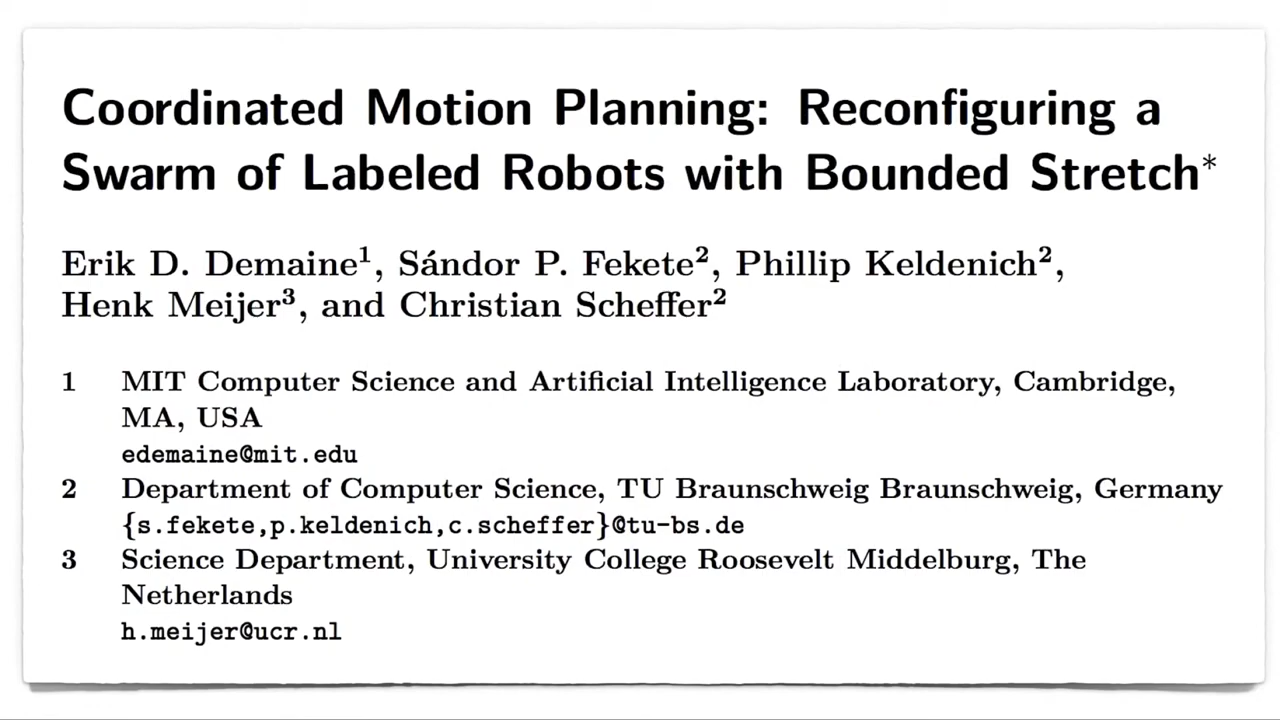 Coordinated Motion Planning: Reconfiguring a
Swarm of Labeled Robots with Bounded Stretch*
Erik D. Demaine¹, Sándor P. Fekete², Phillip Keldenich²,
Henk Meijer³, and Christian Scheffer²
1 MIT Computer Science and Artificial Intelligence Laboratory, Cambridge,
MA, USA
edemaine@mit.edu
2 Department of Computer Science, TU Braunschweig Braunschweig, Germany
{s.fekete,p.keldenich,c.scheffer}@tu-bs.de
3 Science Department, University College Roosevelt Middelburg, The
Netherlands
h.meijer@ucr.nl